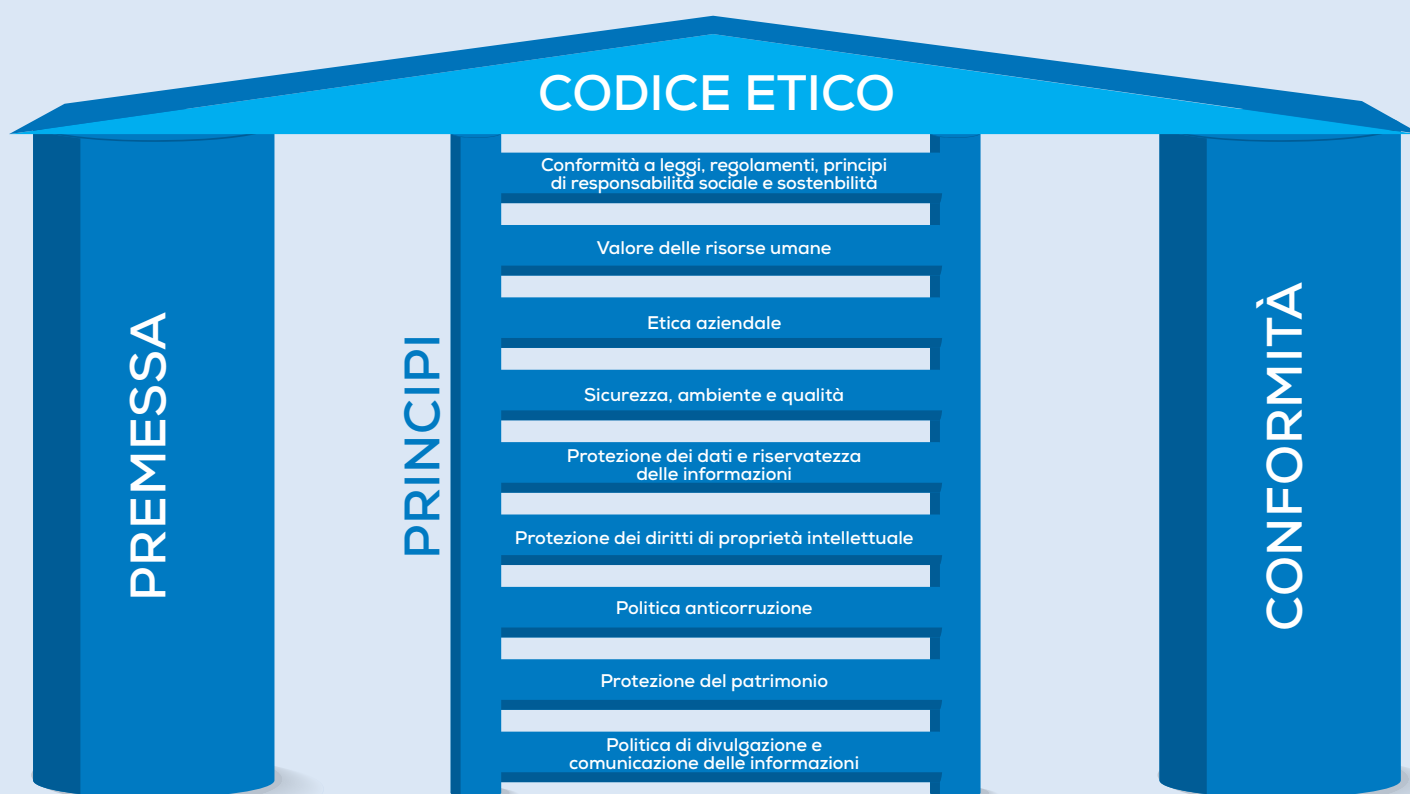 CODICE ETICO
PREMESSA
PRINCIPI
Conformità a leggi, regolamenti, principi
di responsabilità sociale e sostenbilità
Valore delle risorse umane
Etica aziendale
Sicurezza, ambiente e qualità
Protezione dei dati e riservatezza
delle informazioni
Protezione dei diritti di proprietà intellettuale
Politica anticorruzione
Protezione del patrimonio
Politica di divulgazione e
comunicazione delle informazioni
CONFORMITÀ